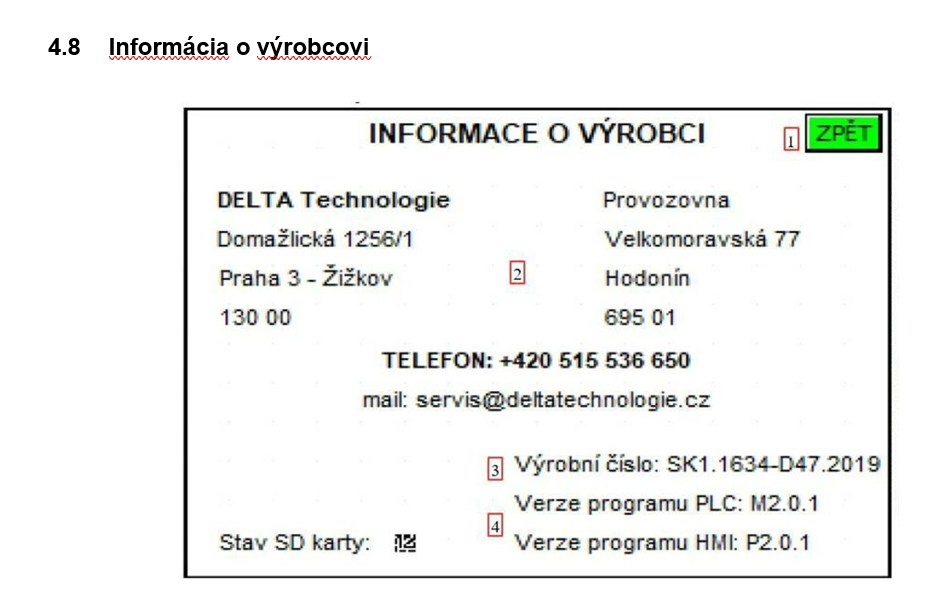 4.8 Informácia o výrobcovi
INFORMACE O VÝROBCI
1 ZPĚT
DELTA Technologie Provozovna
Domažlická 1256/1 Velkomoravská 77
Praha 3 - Žižkov 2 Hodonín
130 00 695 01
TELEFON: +420 515 536 650
mail: servis@deltatechnologie.cz
3 Výrobní číslo: SK1.1634-D47.2019
Verze programu PLC: M2.0.1
4
Stav SD karty: Verze programu HMI: P2.0.1